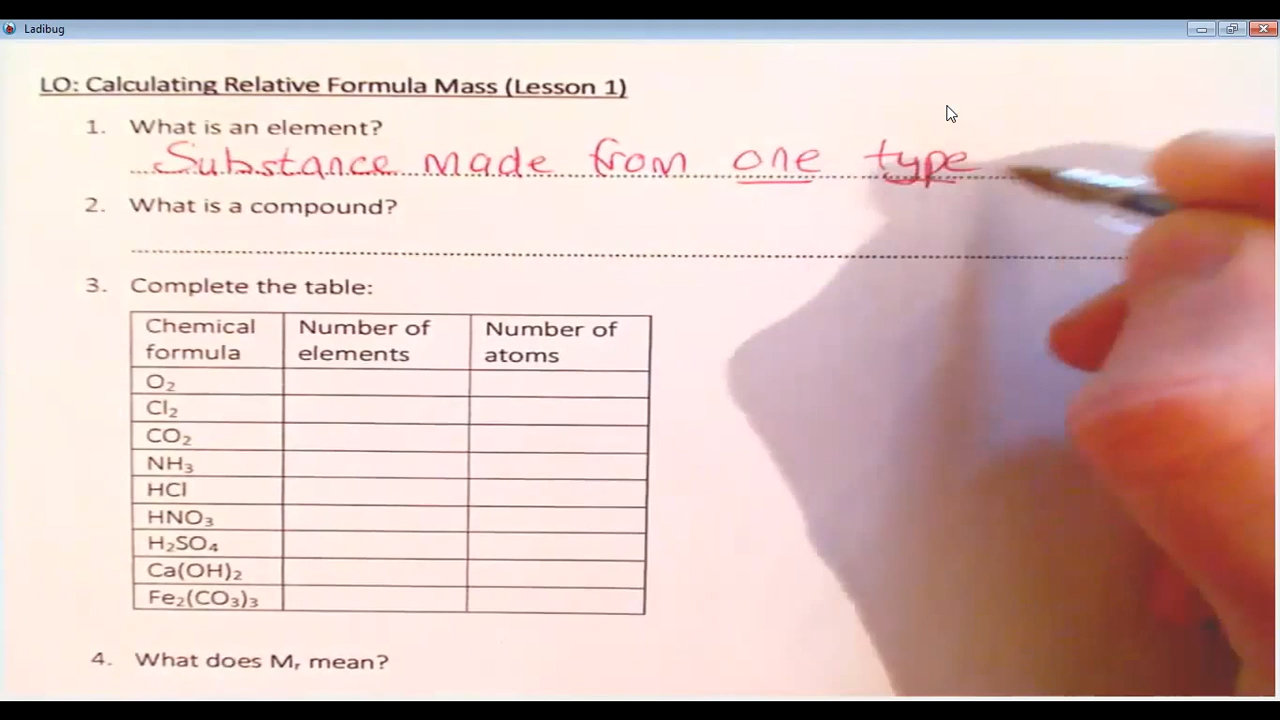 Ladibug
LO: Calculating Relative Formula Mass (Lesson 1)
1. What is an element?
Substance made from one type
2. What is a compound?
3. Complete the table:
Chemical formula Number of elements Number of atoms
O₂
Cl₂
CO₂
NH₃
HCl
HNO₃
H₂SO₄
Ca(OH)₂
Fe₂(CO₃)₃
4. What does Mᵣ mean?